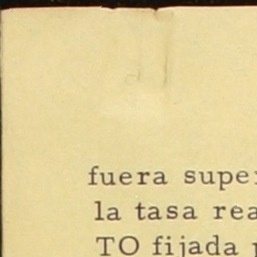 fuera supe
la tasa rea
TO fijada